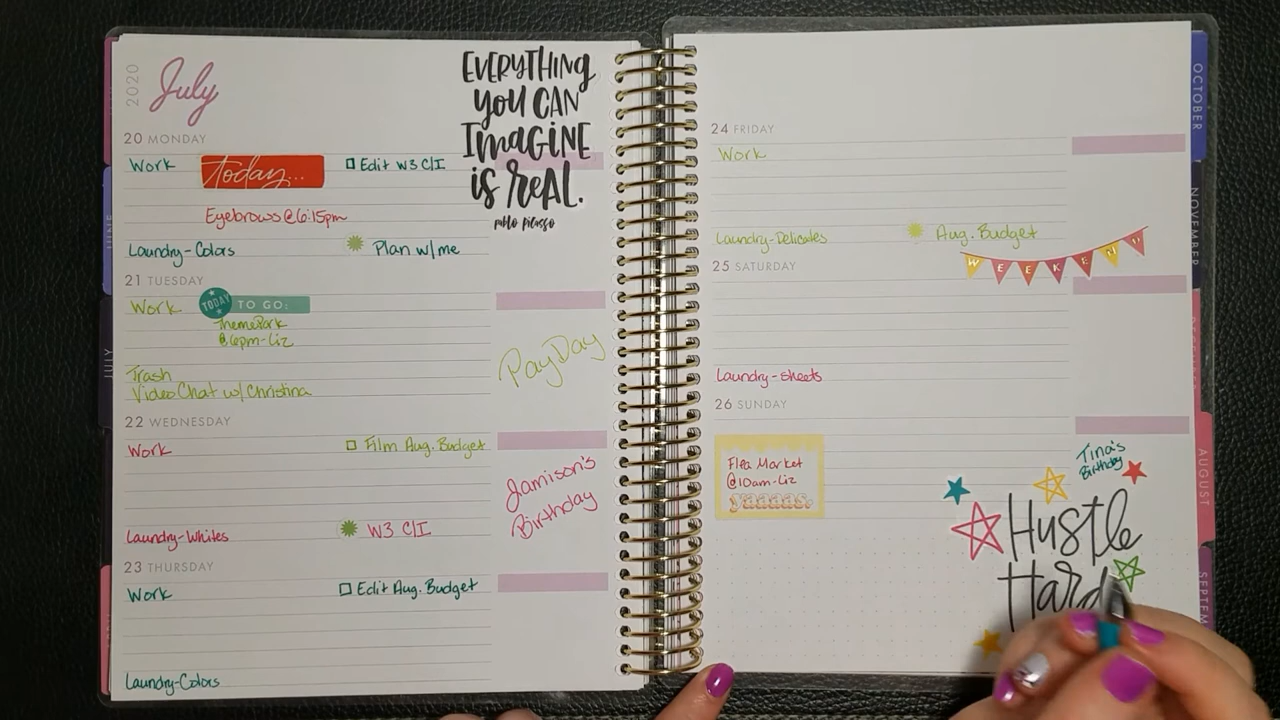 2020
July
EVERYTHING
YOU CAN
IMAGINE
is REAL.
pablo picasso
20 MONDAY
Work
today...
Edit W3 C/I
Eyebrows @ 6:15pm
Laundry-Colors
Plan w/me
21 TUESDAY
Work
TODAY
TO GO:
ThemePark
@6pm-Liz
PayDay
Trash
Video Chat w/ Christina
22 WEDNESDAY
Work
Film Aug. Budget
Jamison's
Birthday
Laundry-Whites
W3 C/I
23 THURSDAY
Work
Edit Aug. Budget
Laundry-Colors
24 FRIDAY
Work
Laundry-Delicates
Aug. Budget
WEEKEND
25 SATURDAY
Laundry-Sheets
26 SUNDAY
Flea Market
@10am-Liz
yaaaas.
Tina's
Birthday
Hustle
Hard
JUNE
JULY
OCTOBER
NOVEMBER
DECEMBER
AUGUST
SEPTEM